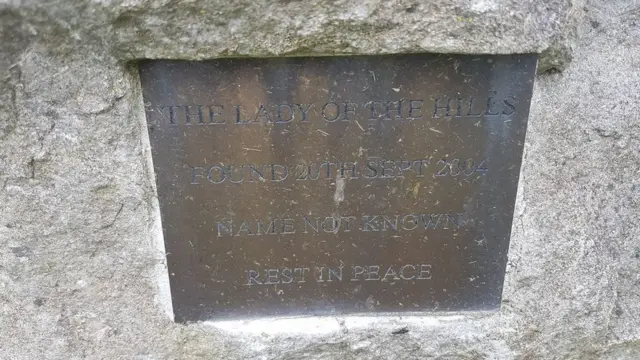 THE LADY OF THE HILLS
FOUND 20TH SEPT 2004
NAME NOT KNOWN
REST IN PEACE